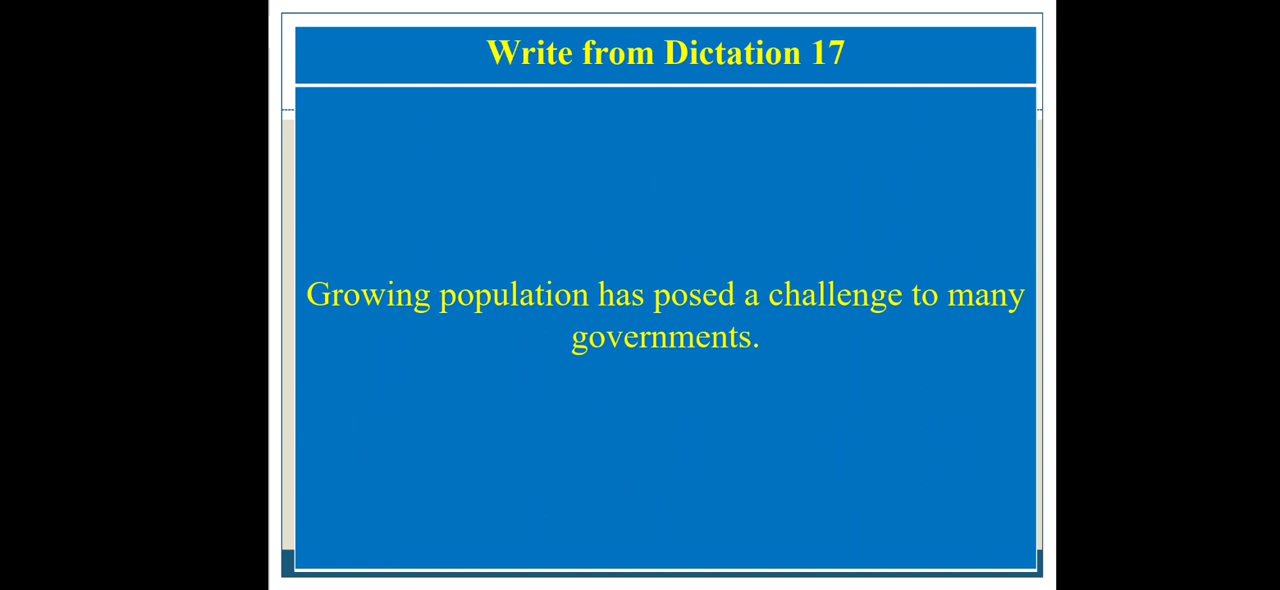 Write from Dictation 17
Growing population has posed a challenge to many
governments.